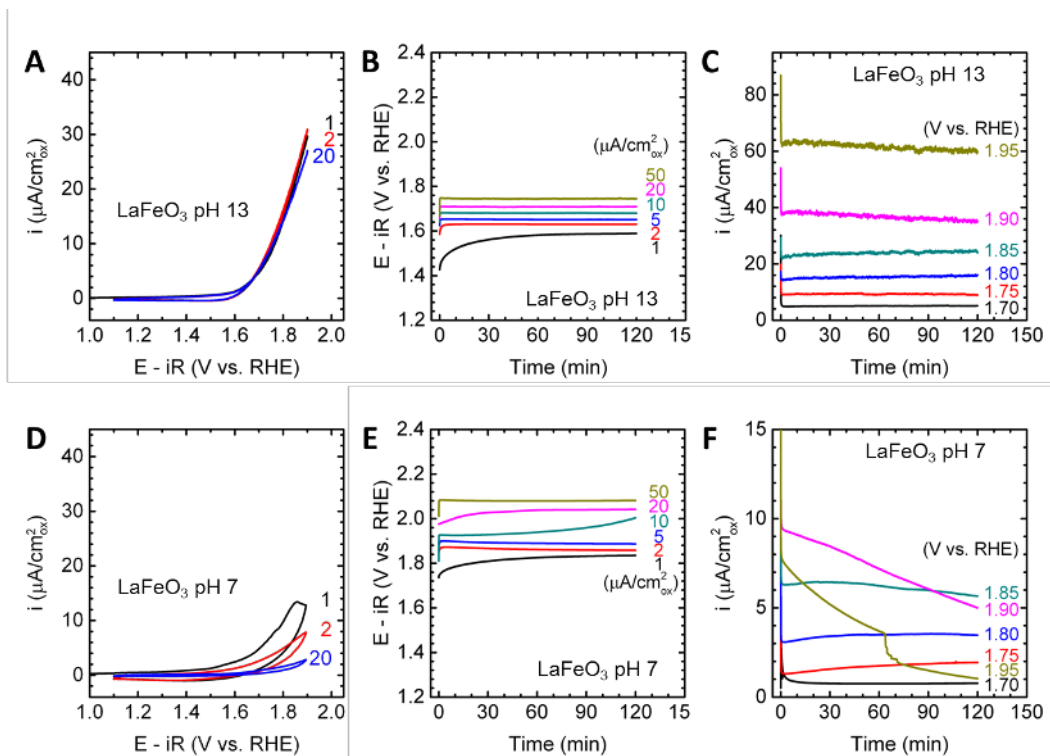 A
i (μA/cm²ox)
40
30
20
10
0
1
2
20
LaFeO₃ pH 13
1.0 1.2 1.4 1.6 1.8 2.0
E - iR (V vs. RHE)
B
E - iR (V vs. RHE)
2.4
2.2
2.0
1.8
1.6
1.4
1.2
(μA/cm²ox)
50
20
10
5
2
1
LaFeO₃ pH 13
0 30 60 90 120 15
Time (min)
C
i (μA/cm²ox)
80
60
40
20
0
LaFeO₃ pH 13
(V vs. RHE)
1.95
1.90
1.85
1.80
1.75
1.70
0 30 60 90 120 150
Time (min)
D
i (μA/cm²ox)
40
30
20
10
0
LaFeO₃ pH 7
1
2
20
1.0 1.2 1.4 1.6 1.8 2.0
E - iR (V vs. RHE)
E
E - iR (V vs. RHE)
2.4
2.2
2.0
1.8
1.6
1.4
1.2
50
20
10
5
2
1
(μA/cm²ox)
LaFeO₃ pH 7
0 30 60 90 120 15
Time (min)
F
i (μA/cm²ox)
15
10
5
0
LaFeO₃ pH 7
(V vs. RHE)
1.85
1.90
1.80
1.75
1.95
1.70
0 30 60 90 120 150
Time (min)